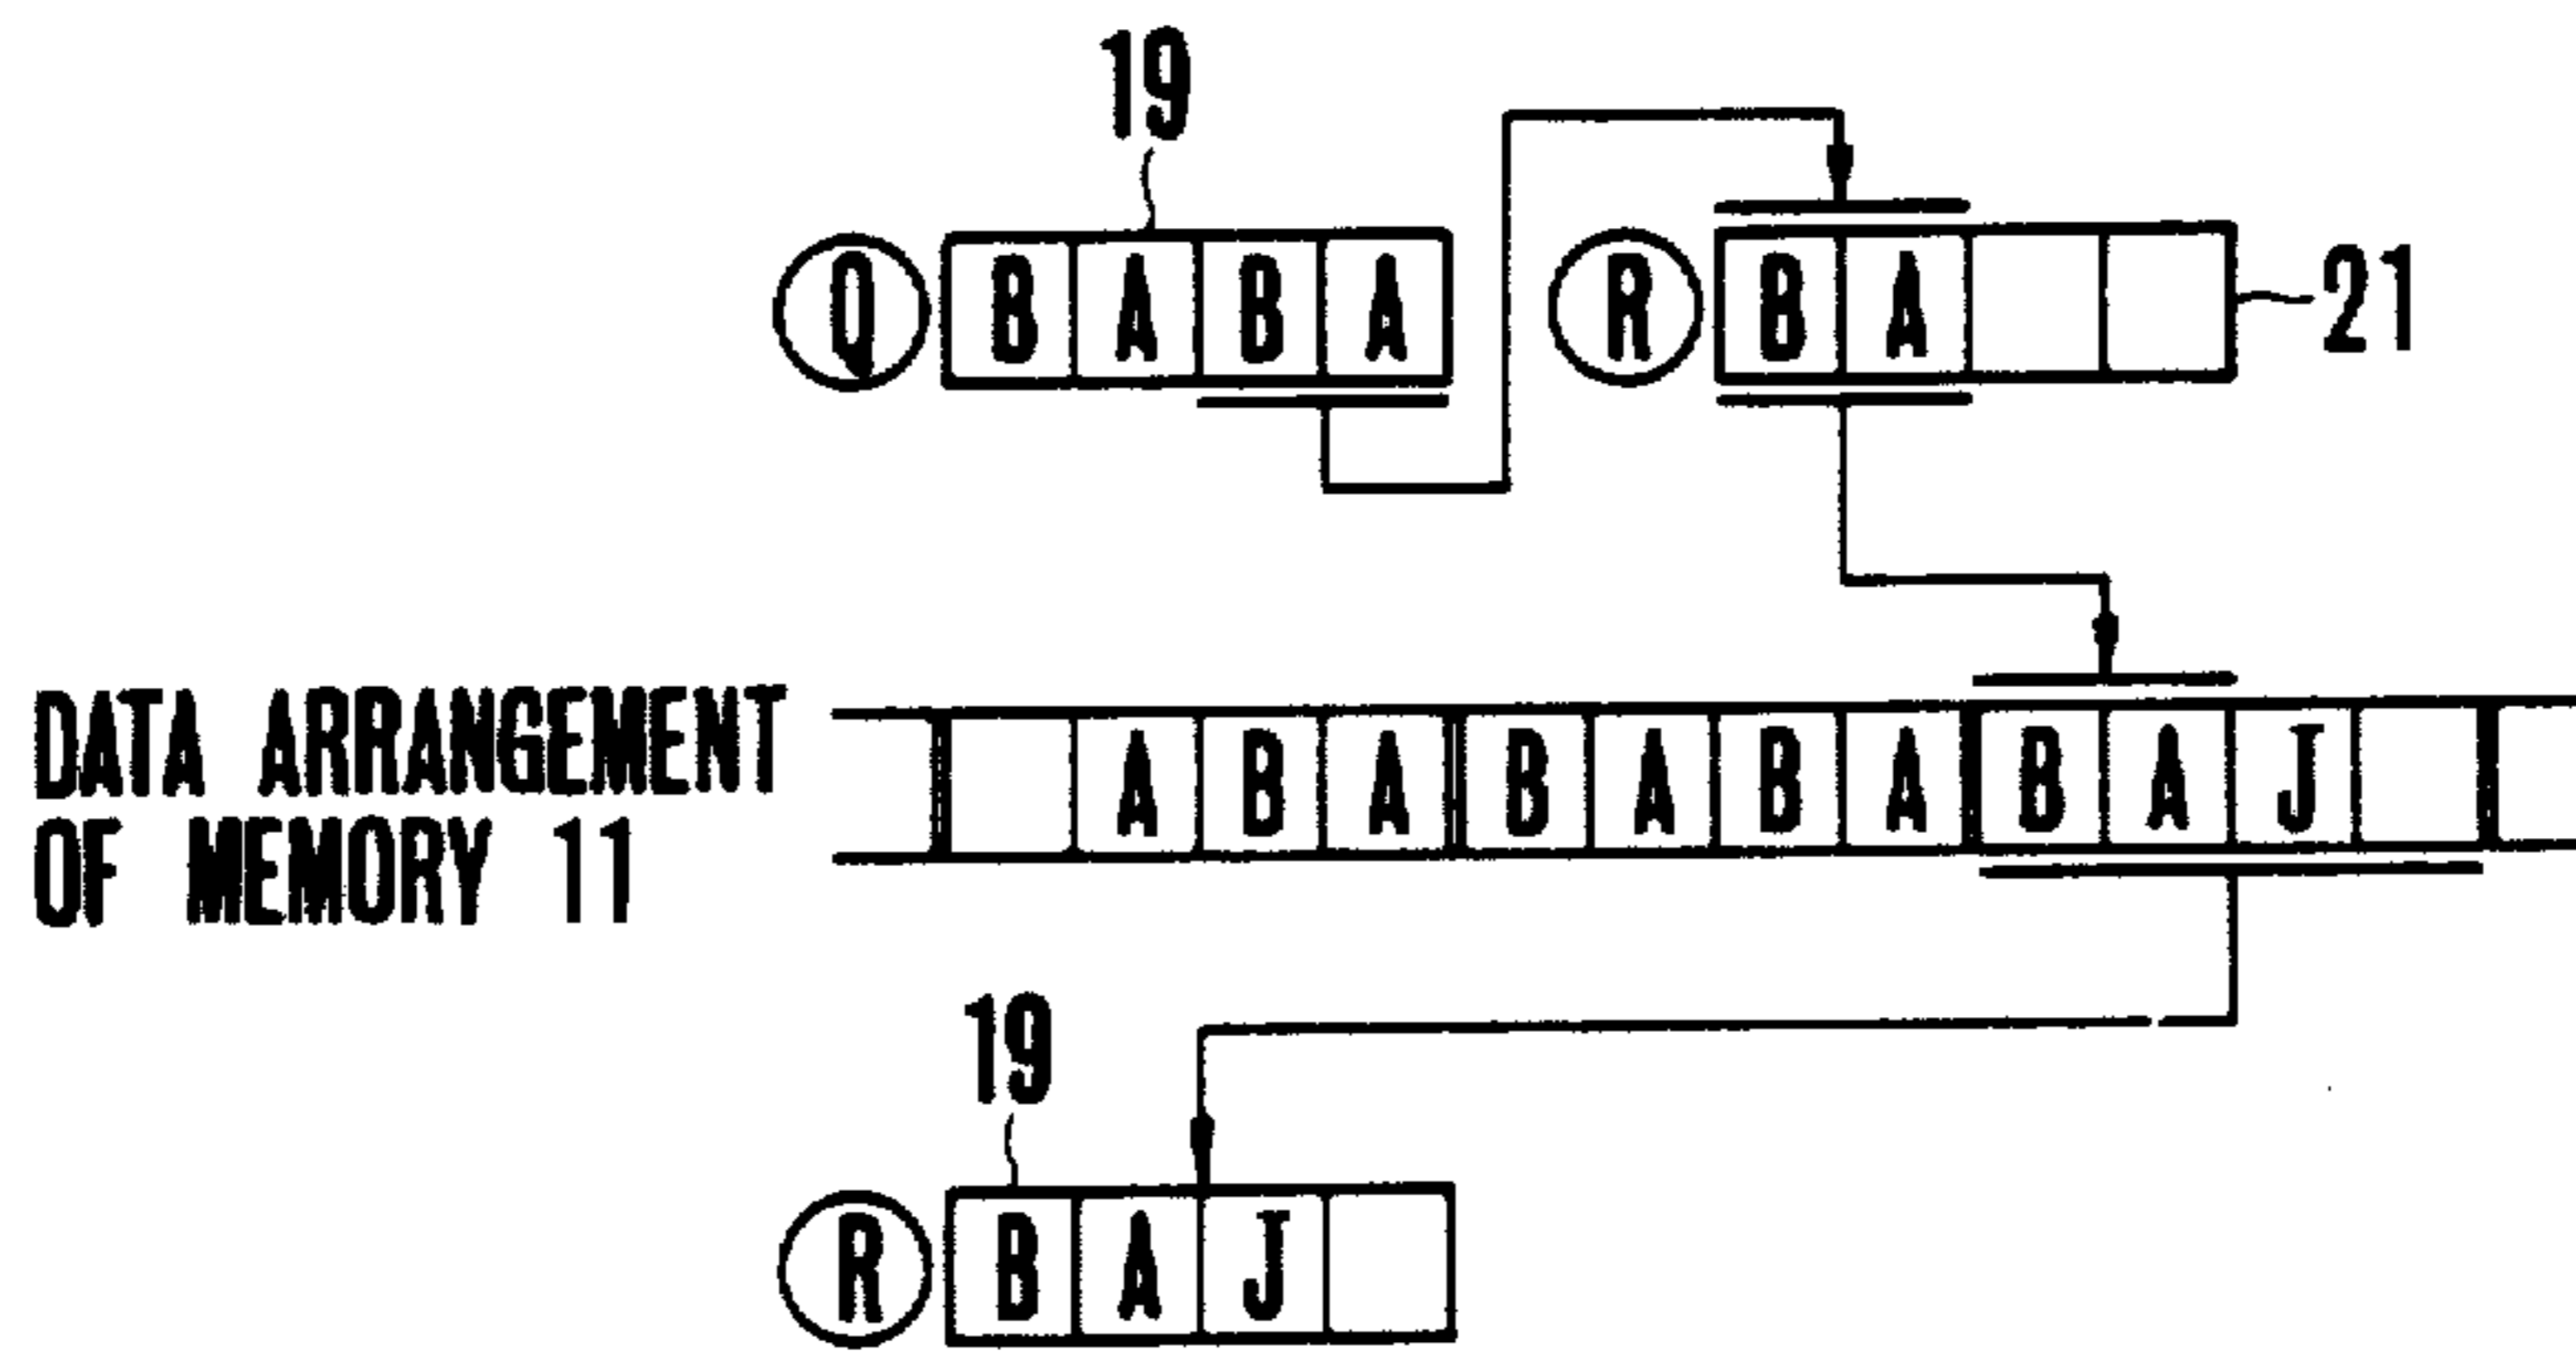 19
Q B A B A R B A 21
DATA ARRANGEMENT
OF MEMORY 11
A B A B A B A B A J
19
R B A J